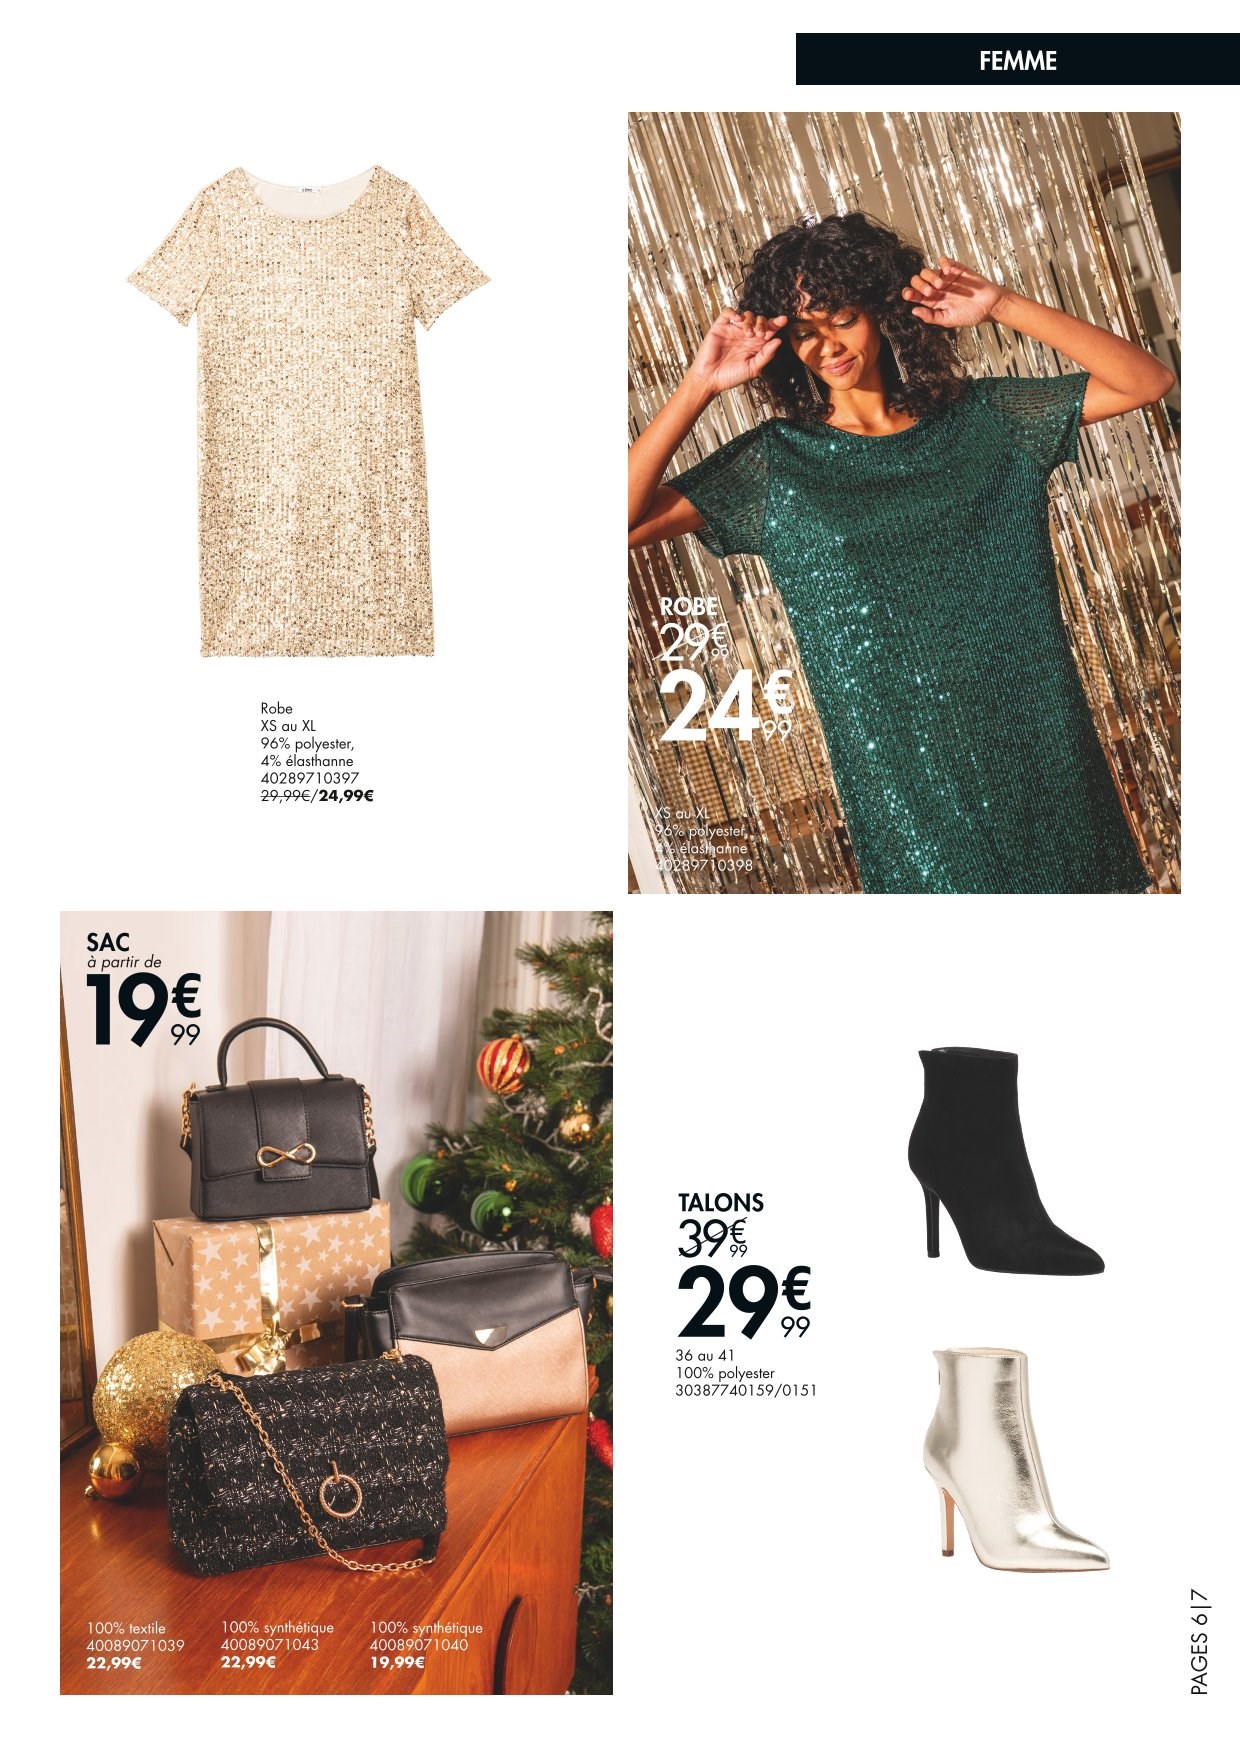 FEMME
Robe
XS au XL
96% polyester,
4% élasthanne
40289710397
29,99€/24,99€
ROBE
29€99
24€99
XS au XL
96% polyester,
4% élasthanne
40289710398
SAC
à partir de
19€99
100% textile
40089071039
22,99€
100% synthétique
40089071043
22,99€
100% synthétique
40089071040
19,99€
TALONS
39€99
29€99
36 au 41
100% polyester
30387740159/0151
PAGES 6|7